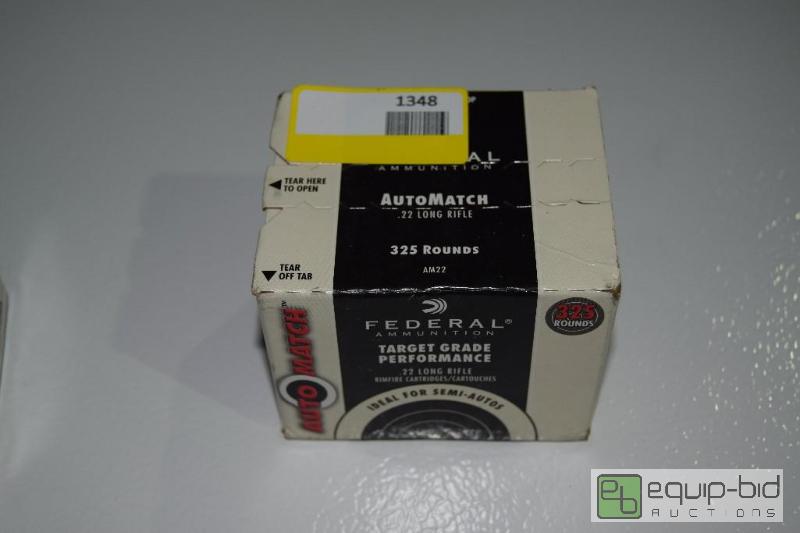 1348
AL
AMMUNITION
TEAR HERE
TO OPEN
AUTOMATCH
.22 LONG RIFLE
325 ROUNDS
AM22
TEAR
OFF TAB
FEDERAL®
AMMUNITION
TARGET GRADE
PERFORMANCE
.22 LONG RIFLE
RIMFIRE CARTRIDGES/CARTOUCHES
IDEAL FOR SEMI-AUTOS
AUTO MATCH™
325
ROUNDS
eb equip-bid
AUCTIONS